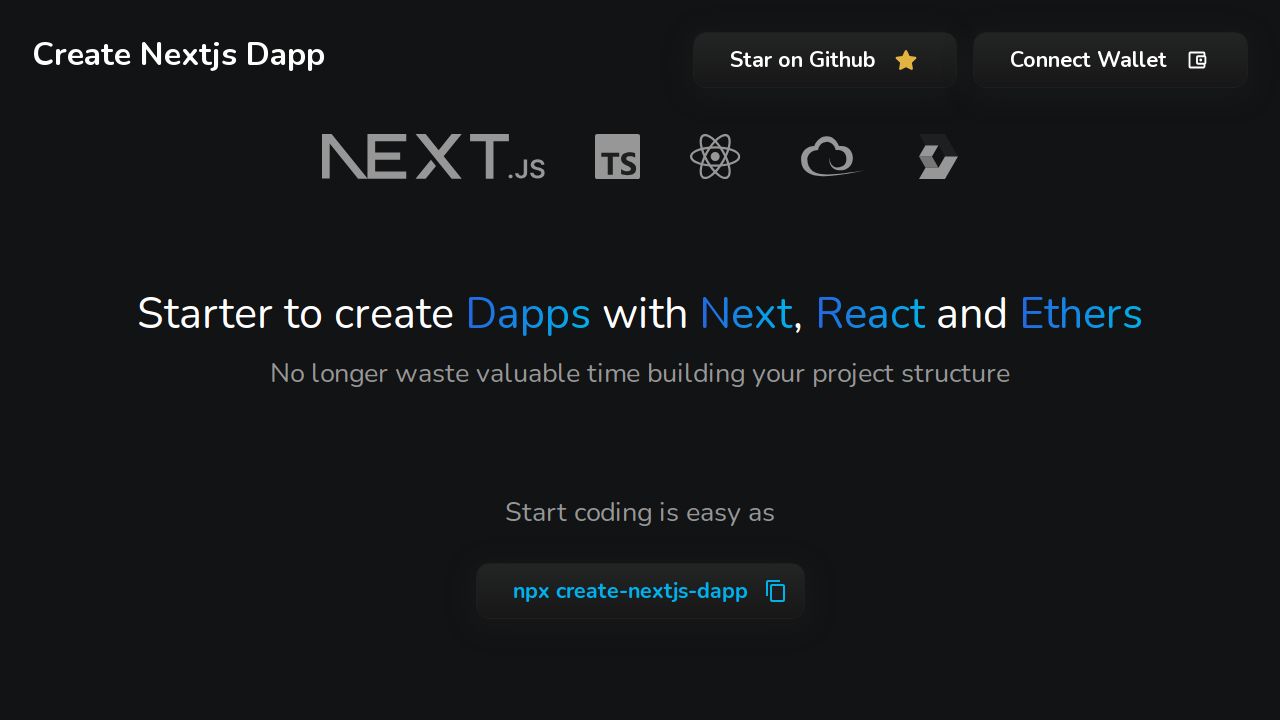 Create Nextjs Dapp
Star on Github
Connect Wallet
NEXT.JS
TS
Starter to create Dapps with Next, React and Ethers
No longer waste valuable time building your project structure
Start coding is easy as
npx create-nextjs-dapp